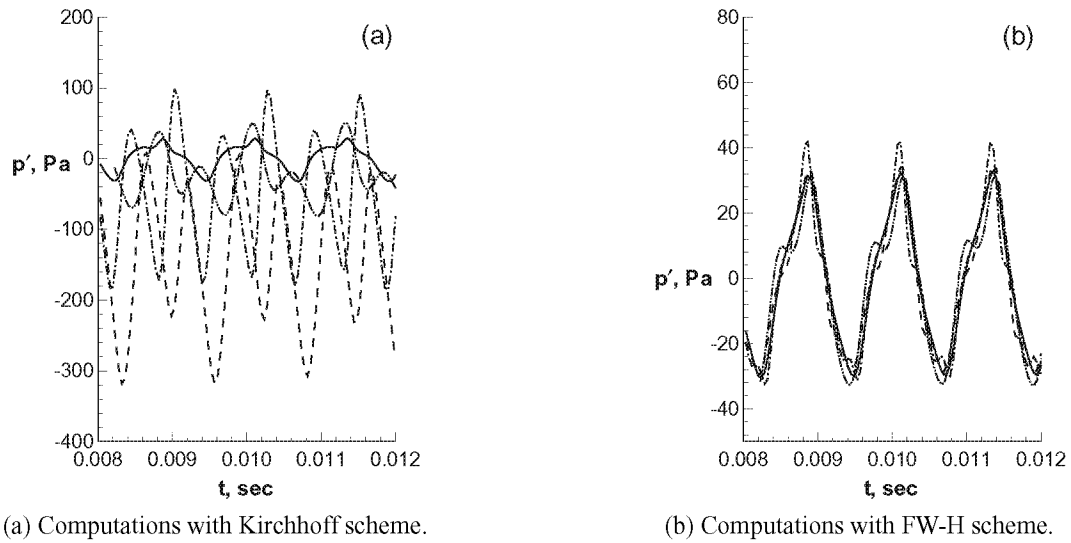 200
100
0
-100
-200
-300
-400
p′, Pa
(a)
0.008 0.009 0.010 0.011 0.012
t, sec
(a) Computations with Kirchhoff scheme.
80
60
40
20
0
-20
-40
p′, Pa
(b)
0.008 0.009 0.010 0.011 0.012
t, sec
(b) Computations with FW-H scheme.